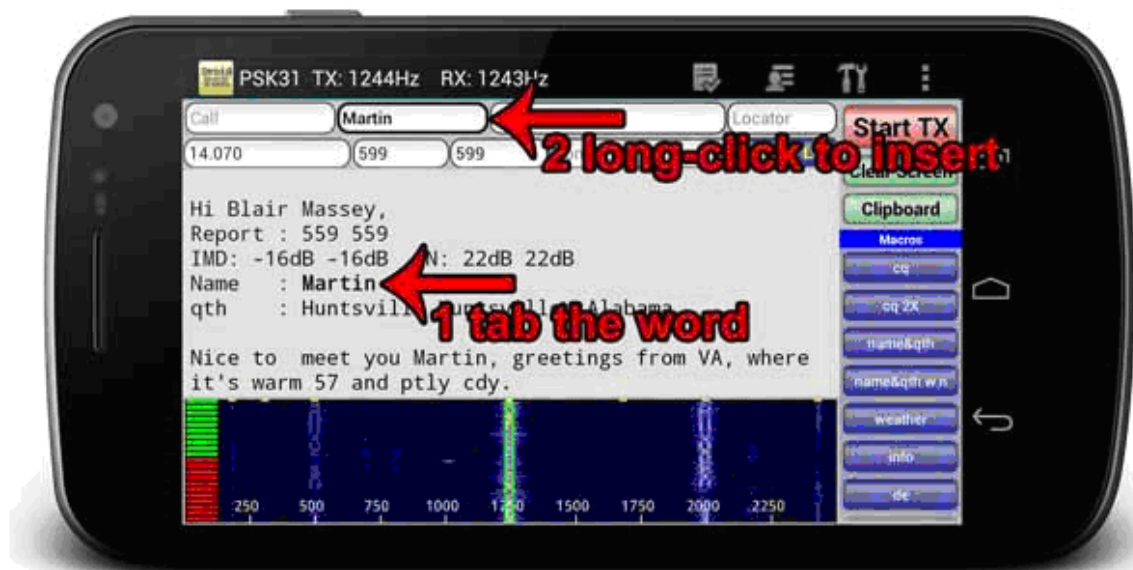 PSK31 TX: 1244Hz RX: 1243Hz
Call Martin Locator Start TX
14.070 599 599
2 long-click to insert
Clear Screen
Hi Blair Massey,
Clipboard
Report : 559 559
Macros
IMD: -16dB -16dB N: 22dB 22dB
cq
Name : Martin
qth : Huntsvill Huntsville Alabama
cq 2X
1 tab the word
name&qth
Nice to meet you Martin, greetings from VA, where
it's warm 57 and ptly cdy.
name&qth w n
weather
info
de
250 500 750 1000 1250 1500 1750 2000 2250